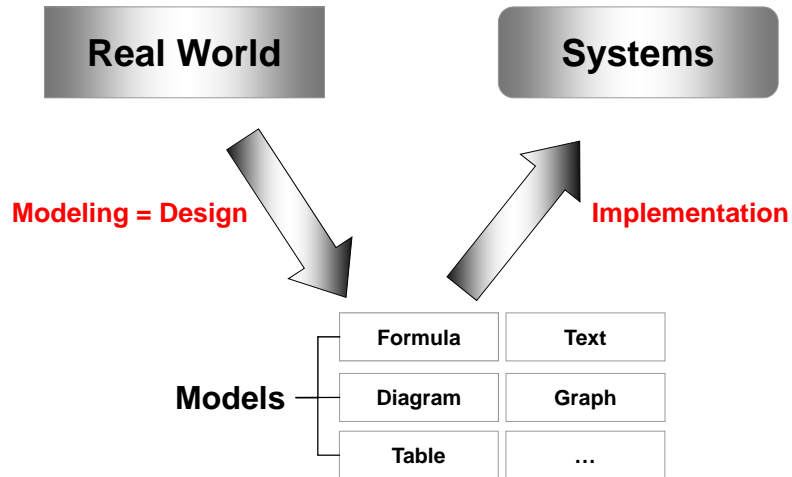 Real World
Systems
Modeling = Design
Implementation
Models
Formula
Text
Diagram
Graph
Table
…